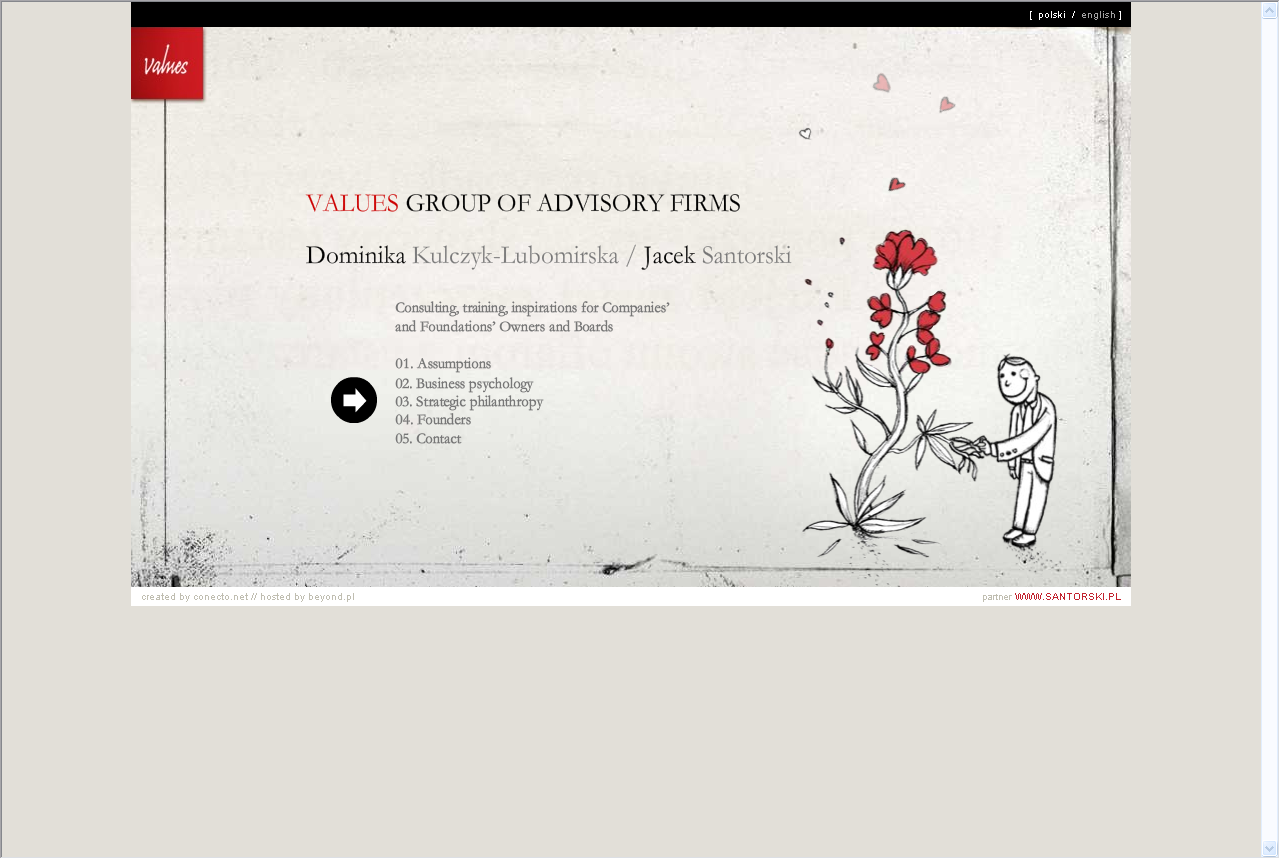 [ polski / english ]
Values
VALUES GROUP OF ADVISORY FIRMS
Dominika Kulczyk-Lubomirska / Jacek Santorski
Consulting, training, inspirations for Companies’
and Foundations’ Owners and Boards
01. Assumptions
02. Business psychology
03. Strategic philanthropy
04. Founders
05. Contact
created by conecto.net // hosted by beyond.pl
partner WWW.SANTORSKI.PL